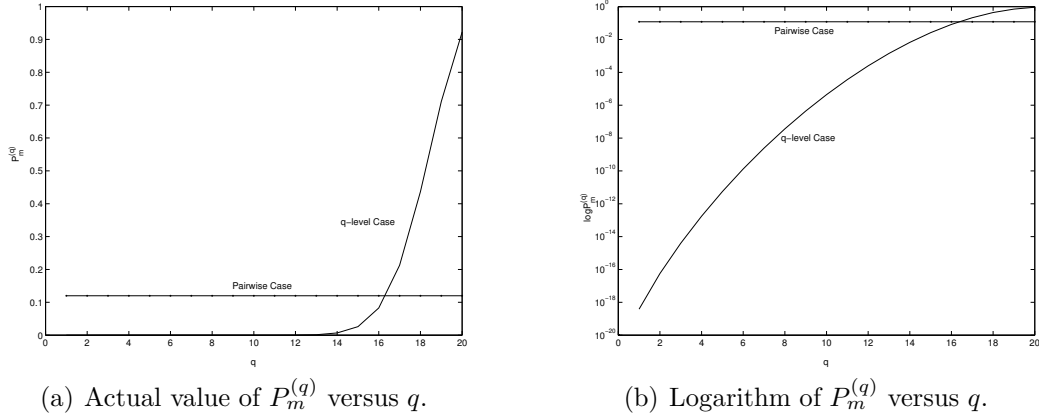 1
0.9
0.8
0.7
0.6
0.5
0.4
0.3
0.2
0.1
0
P_m^{(q)}
q-level Case
Pairwise Case
0 2 4 6 8 10 12 14 16 18 20
q
(a) Actual value of P_m^{(q)} versus q.
10^0
10^{-2}
10^{-4}
10^{-6}
10^{-8}
10^{-10}
10^{-12}
10^{-14}
10^{-16}
10^{-18}
10^{-20}
logP_m^{(q)}
Pairwise Case
q-level Case
0 2 4 6 8 10 12 14 16 18 20
q
(b) Logarithm of P_m^{(q)} versus q.